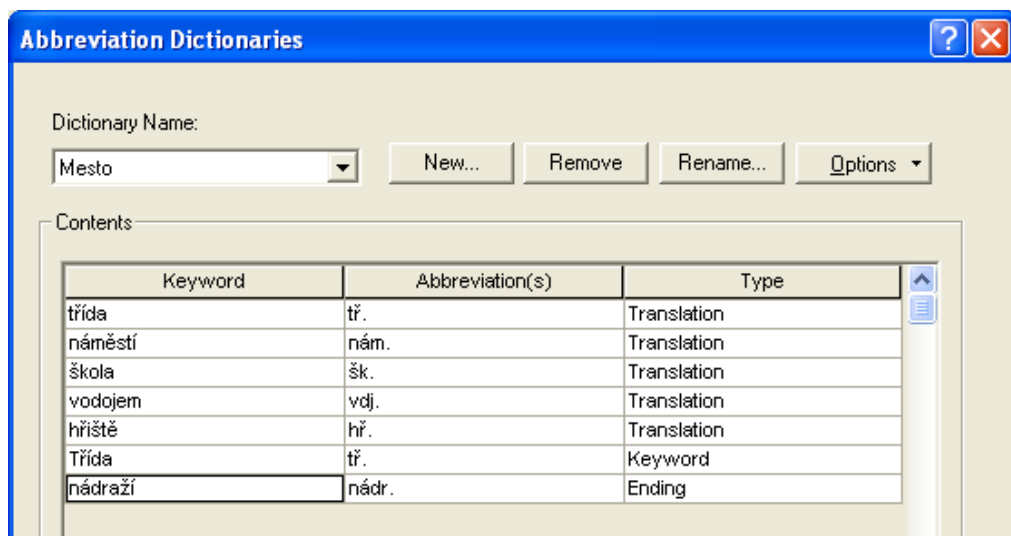 Abbreviation Dictionaries
Dictionary Name:
Mesto New... Remove Rename... Options
Contents
Keyword Abbreviation(s) Type
třída tř. Translation
náměstí nám. Translation
škola šk. Translation
vodojem vdj. Translation
hřiště hř. Translation
Třída tř. Keyword
nádraží nádr. Ending